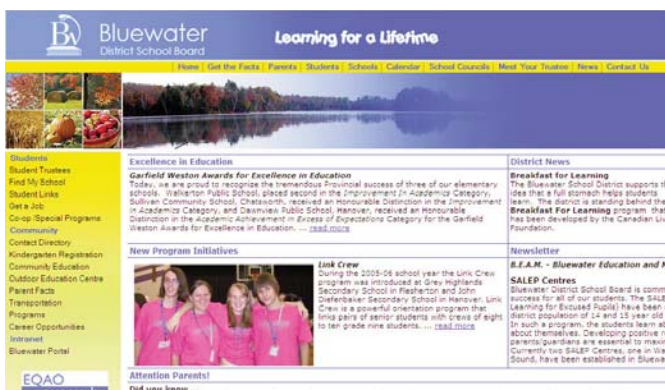 Bluewater
District School Board
Learning for a Lifetime
Home | Get the Facts | Parents | Students | Schools | Calendar | School Councils | Meet Your Trustee | News | Contact Us
Students
Student Trustees
Find My School
Student Links
Get a Job
Co-op /Special Programs
Community
Contact Directory
Kindergarten Registration
Community Education
Outdoor Education Centre
Parent Facts
Transportation
Programs
Career Opportunities
Intranet
Bluewater Portal
EQAO
Excellence in Education
Garfield Weston Awards for Excellence in Education
Today, we are proud to recognize the tremendous Provincial success of three of our elementary
schools. Walkerton Public School, placed second in the Improvement In Academics Category,
Sullivan Community School, Chatsworth, received an Honourable Distinction in the Improvement
in Academics Category, and Dawnview Public School, Hanover, received an Honourable
Distinction in the Academic Achievement in Excess of Expectations Category for the Garfield
Weston Awards for Excellence in Education. ... read more
New Program Initiatives
Link Crew
During the 2005-06 school year the Link Crew
program was introduced at Grey Highlands
Secondary School in Flesherton and John
Diefenbaker Secondary School in Hanover. Link
Crew is a powerful orientation program that
links pairs of senior students with crews of eight
to ten grade nine students. ... read more
Attention Parents!
Did you know
District News
Breakfast for Learning
The Bluewater School District supports t
idea that a full stomach helps students
learn. The district is standing behind the
Breakfast For Learning program that
has been developed by the Canadian Liv
Foundation.
Newsletter
B.E.A.M. - Bluewater Education and
SALEP Centres
Bluewater District School Board is comm
success for all of our students. The SAL
Learning for Excused Pupils) have been
district population of 14 and 15 year old
In such a program, the students learn ab
about themselves. Developing positive r
parents/guardians are essential to maxin
Currently two SALEP Centres, one in Wa
Sound, have been established in Bluewa